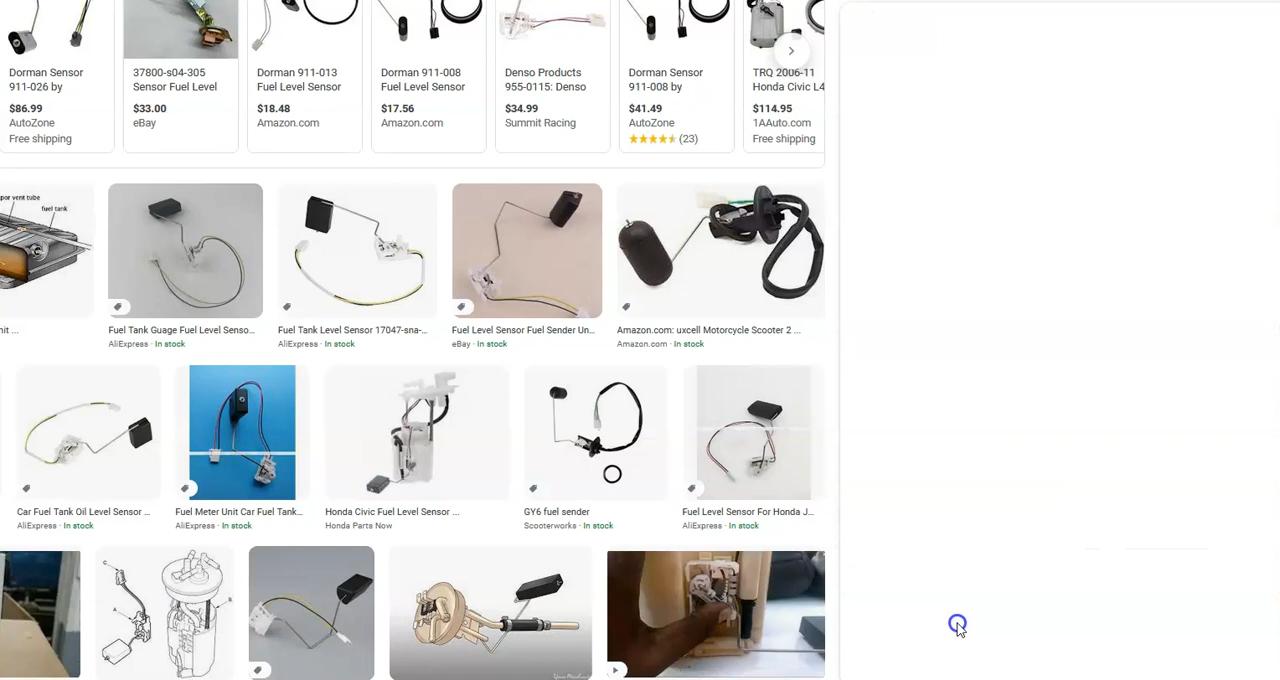 Dorman Sensor
911-026 by
$86.99
AutoZone
Free shipping
37800-s04-305
Sensor Fuel Level
$33.00
eBay
Dorman 911-013
Fuel Level Sensor
$18.48
Amazon.com
Dorman 911-008
Fuel Level Sensor
$17.56
Amazon.com
Denso Products
955-0115: Denso
$34.99
Summit Racing
Dorman Sensor
911-008 by
$41.49
AutoZone
(23)
TRQ 2006-11
Honda Civic L4
$114.95
1AAuto.com
Free shipping
por vent tube
fuel tank
nit ...
Fuel Tank Guage Fuel Level Senso...
AliExpress · In stock
Fuel Tank Level Sensor 17047-sna-...
AliExpress · In stock
Fuel Level Sensor Fuel Sender Un...
eBay · In stock
Amazon.com: uxcell Motorcycle Scooter 2 ...
Amazon.com · In stock
Car Fuel Tank Oil Level Sensor ...
AliExpress · In stock
Fuel Meter Unit Car Fuel Tank...
AliExpress · In stock
Honda Civic Fuel Level Sensor ...
Honda Parts Now
GY6 fuel sender
Scooterworks · In stock
Fuel Level Sensor For Honda J...
AliExpress · In stock
C
A
B